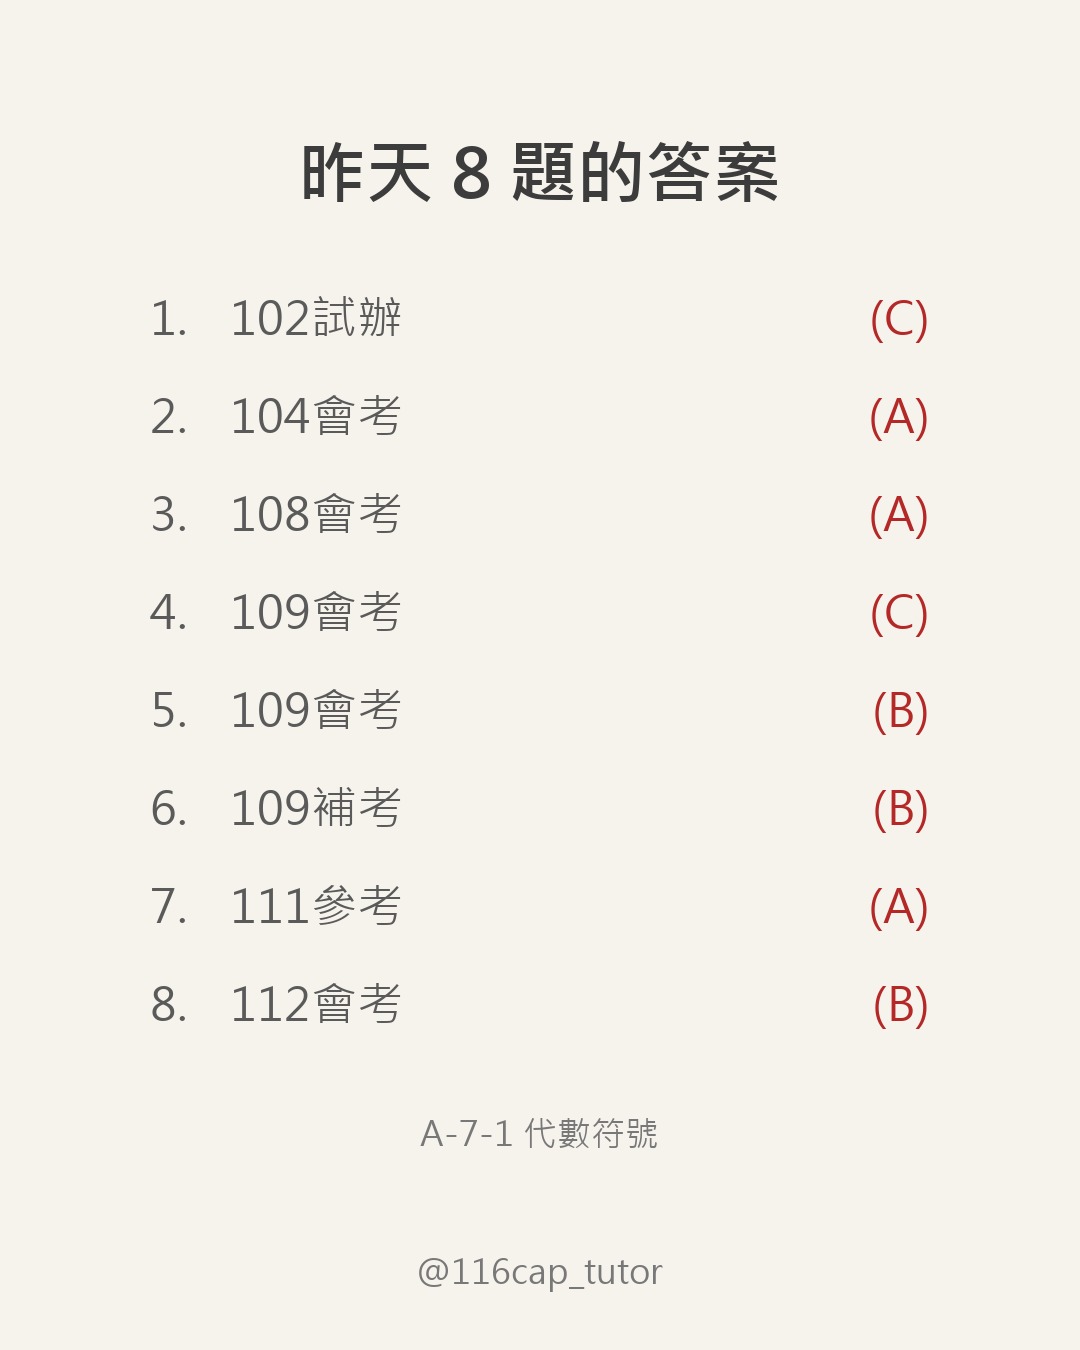 昨天 8 題的答案
1. 102試辦 (C)
2. 104會考 (A)
3. 108會考 (A)
4. 109會考 (C)
5. 109會考 (B)
6. 109補考 (B)
7. 111參考 (A)
8. 112會考 (B)
A-7-1 代數符號
@116cap_tutor